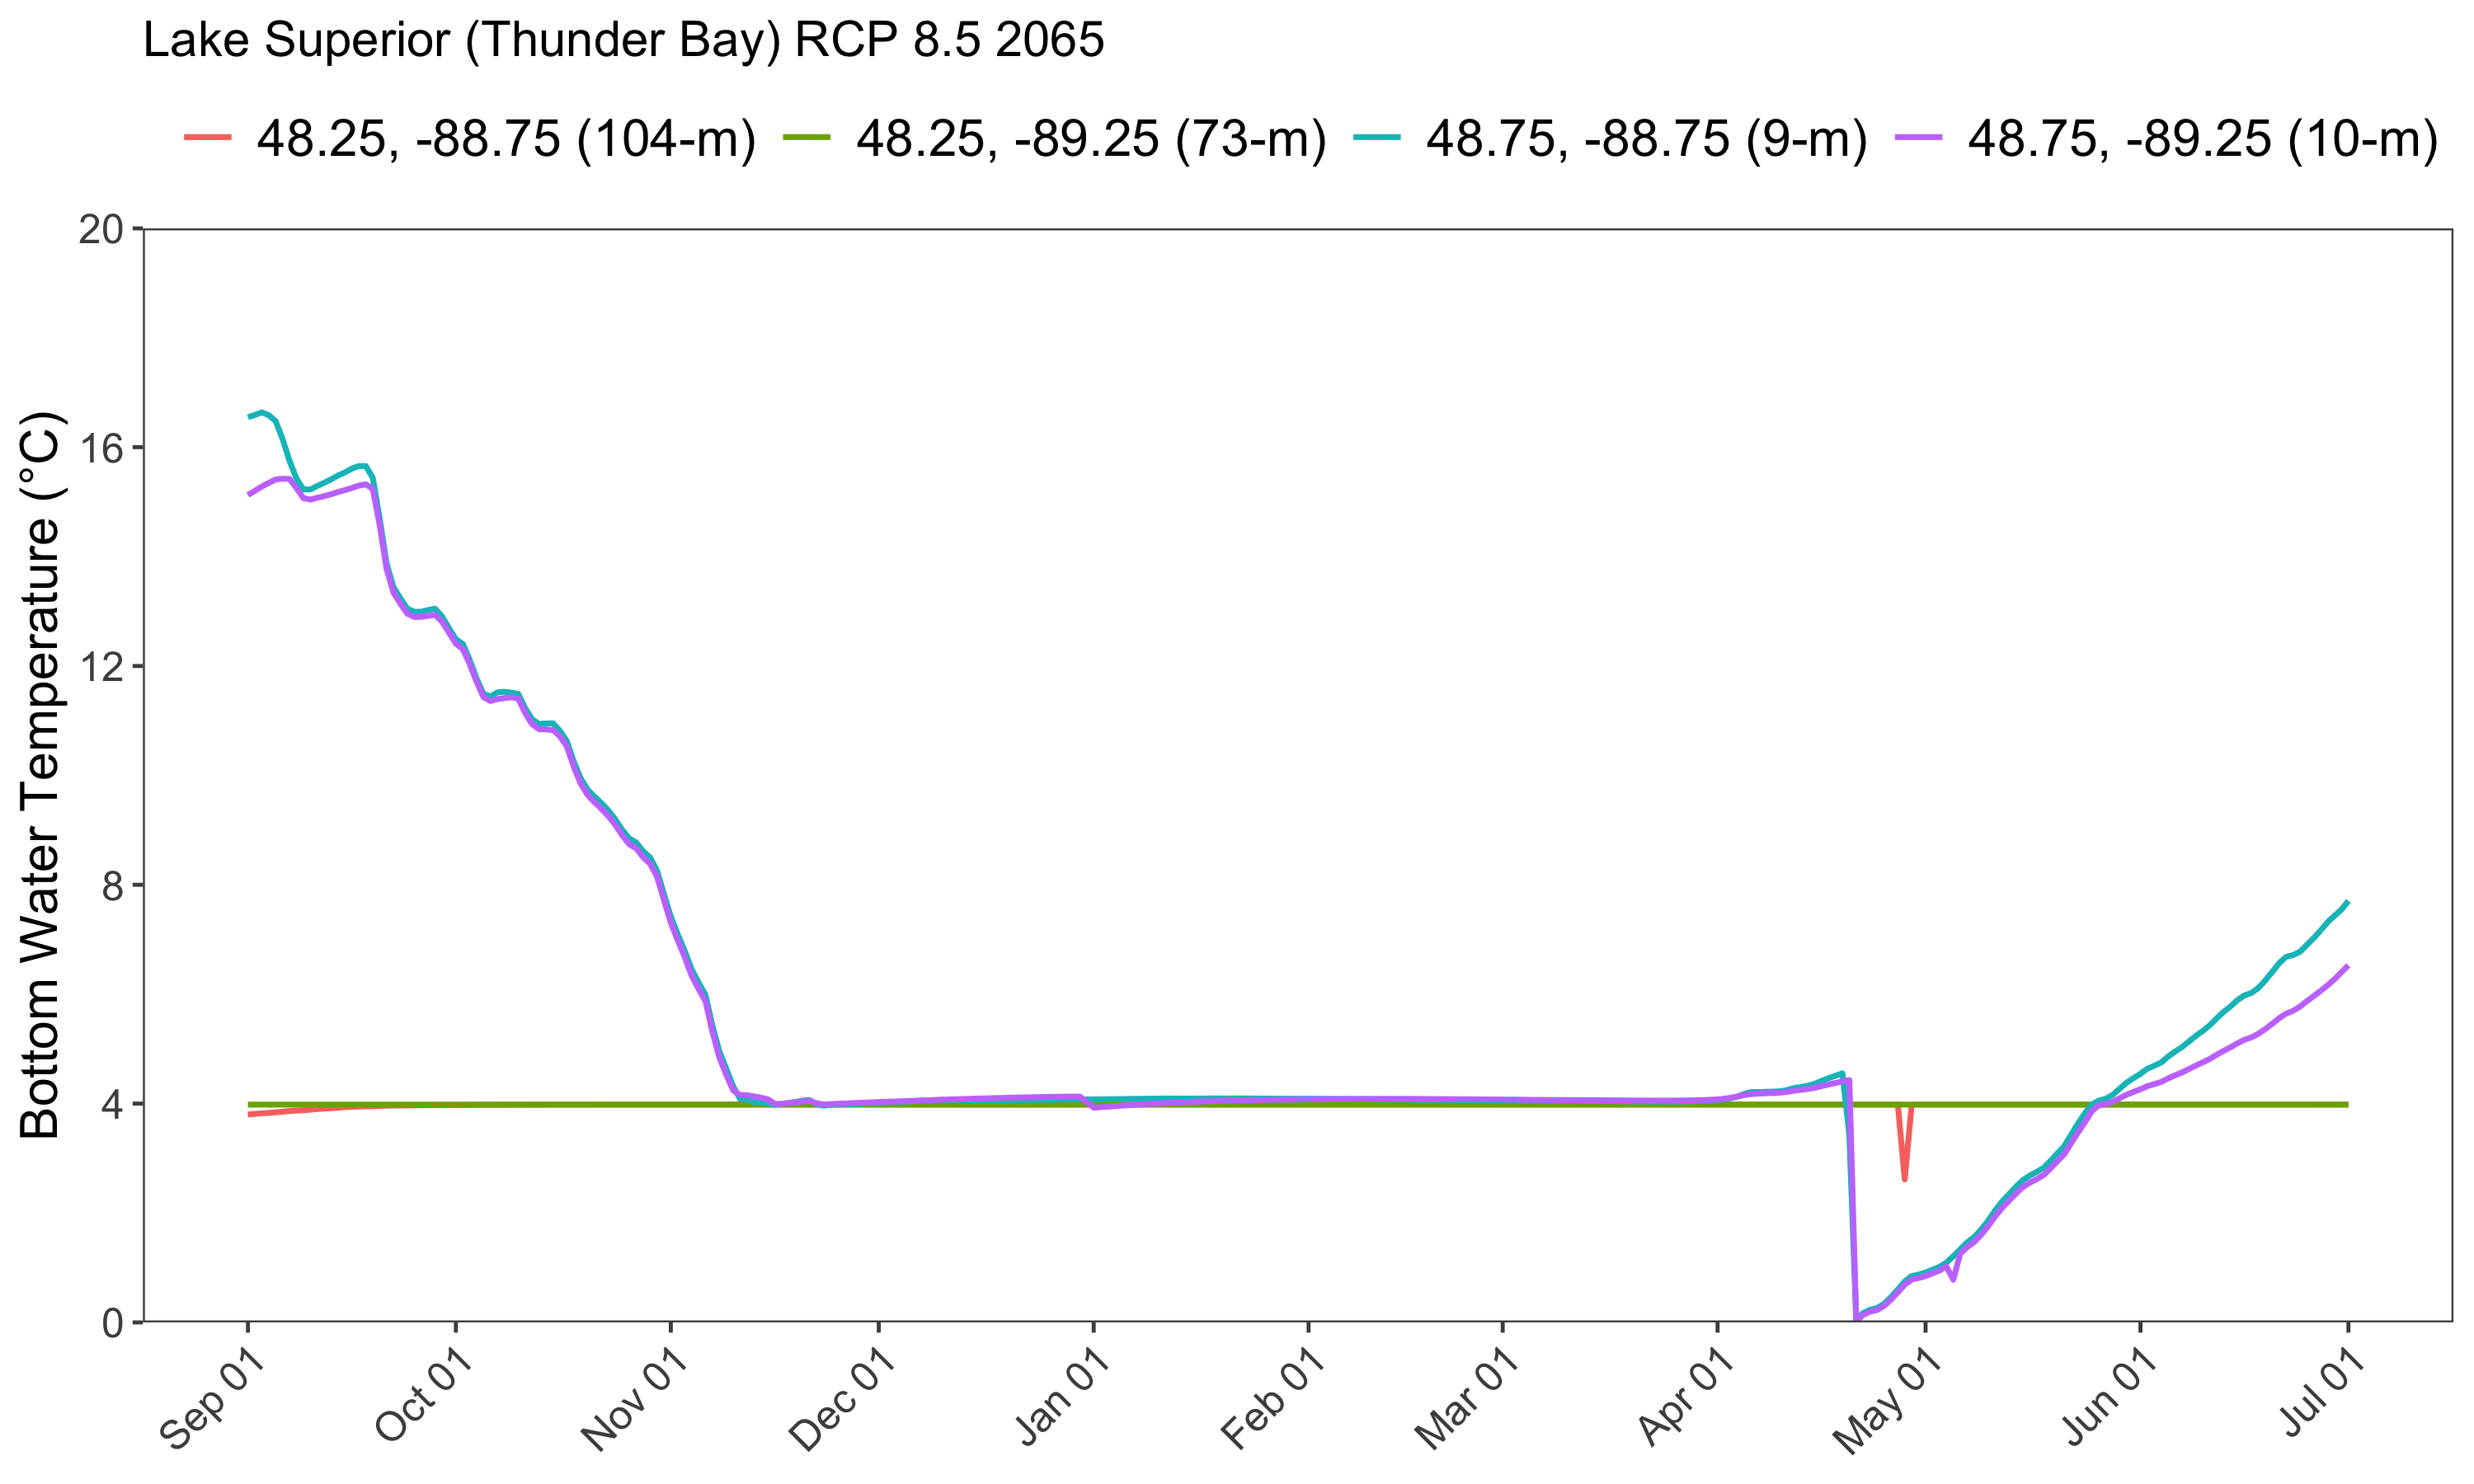 Lake Superior (Thunder Bay) RCP 8.5 2065
48.25, -88.75 (104-m) 48.25, -89.25 (73-m) 48.75, -88.75 (9-m) 48.75, -89.25 (10-m)
Bottom Water Temperature (°C)
20
16
12
8
4
0
Sep 01 Oct 01 Nov 01 Dec 01 Jan 01 Feb 01 Mar 01 Apr 01 May 01 Jun 01 Jul 01